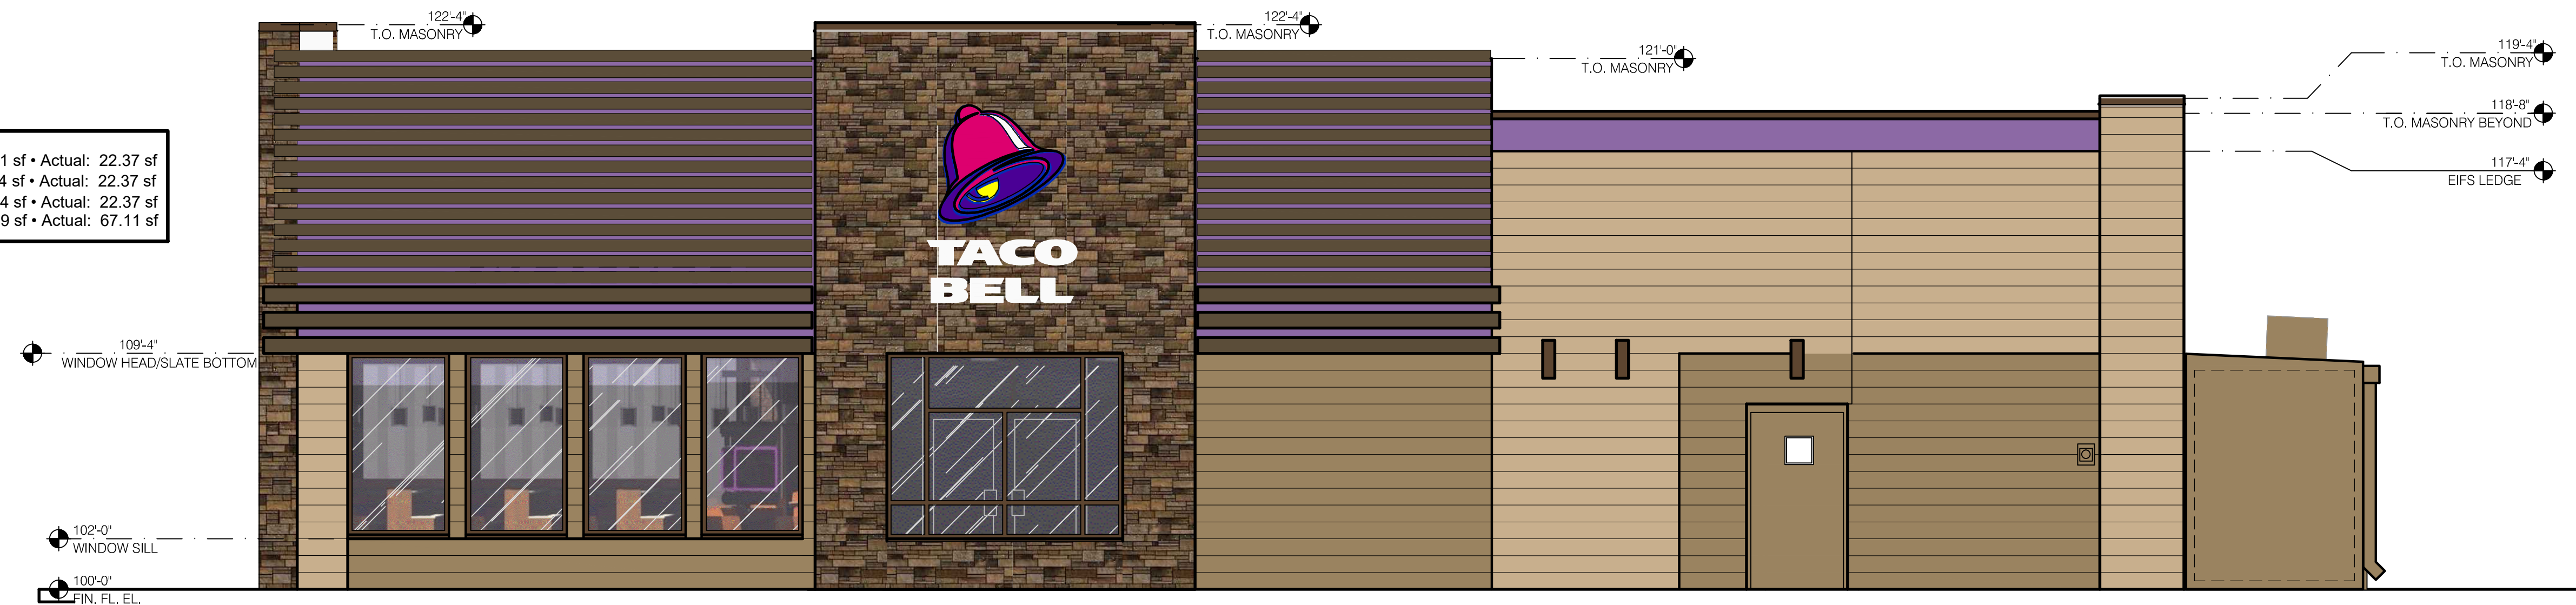 122'-4"
T.O. MASONRY
122'-4"
T.O. MASONRY
121'-0"
T.O. MASONRY
119'-4"
T.O. MASONRY
118'-8"
T.O. MASONRY BEYOND
117'-4"
EIFS LEDGE
1 sf • Actual: 22.37 sf
4 sf • Actual: 22.37 sf
4 sf • Actual: 22.37 sf
9 sf • Actual: 67.11 sf
TACO
BELL
109'-4"
WINDOW HEAD/SLATE BOTTOM
102'-0"
WINDOW SILL
100'-0"
FIN. FL. EL.